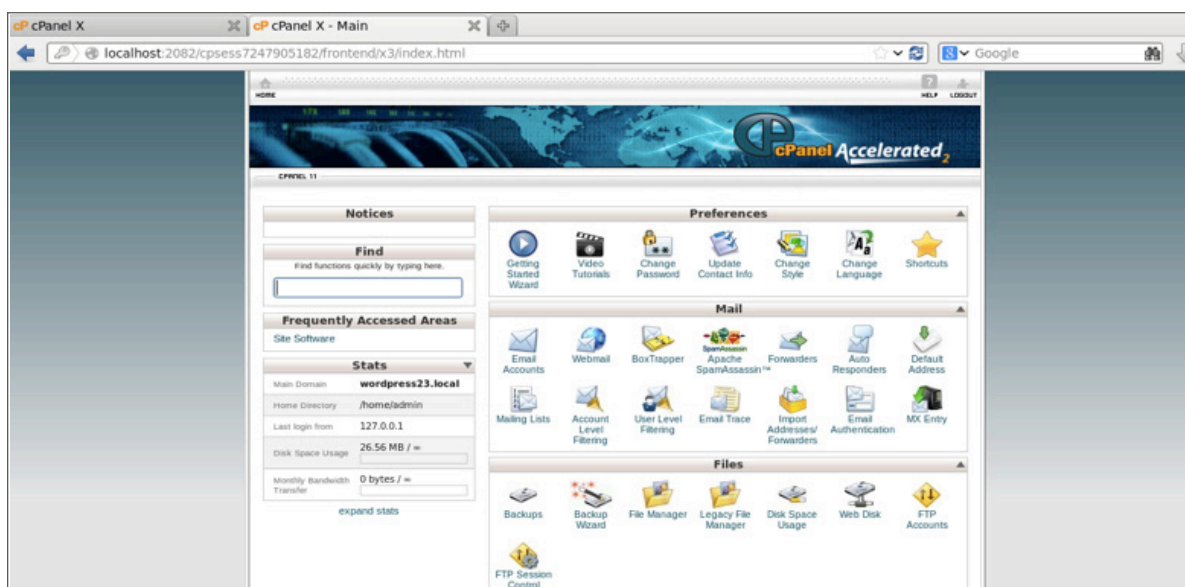 cPanel X
cPanel X - Main
localhost:2082/cpsess7247905182/frontend/x3/index.html
Google
HOME
HELP LOGOUT
cPanel Accelerated2
CPANEL 11
Notices
Find
Find functions quickly by typing here.
Frequently Accessed Areas
Site Software
Stats
Main Domain wordpress23.local
Home Directory /home/admin
Last login from 127.0.0.1
Disk Space Usage 26.56 MB / ∞
Monthly Bandwidth Transfer 0 bytes / ∞
expand stats
Preferences
Getting Started Wizard
Video Tutorials
Change Password
Update Contact Info
Change Style
Change Language
Shortcuts
Mail
Email Accounts
Webmail
BoxTrapper
SpamAssassin
Apache SpamAssassin™
Forwarders
Auto Responders
Default Address
Mailing Lists
Account Level Filtering
User Level Filtering
Email Trace
Import Addresses/ Forwarders
Email Authentication
MX Entry
Files
Backups
Backup Wizard
File Manager
Legacy File Manager
Disk Space Usage
Web Disk
FTP Accounts
FTP Session Control